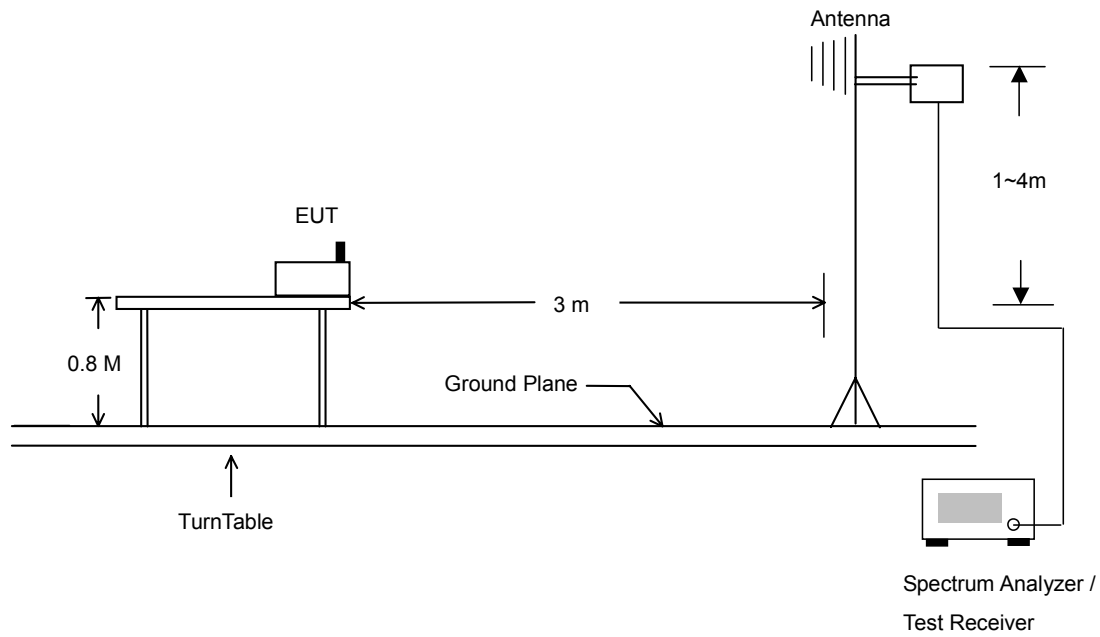 Antenna
1~4m
EUT
3 m
0.8 M
Ground Plane
TurnTable
Spectrum Analyzer /
Test Receiver